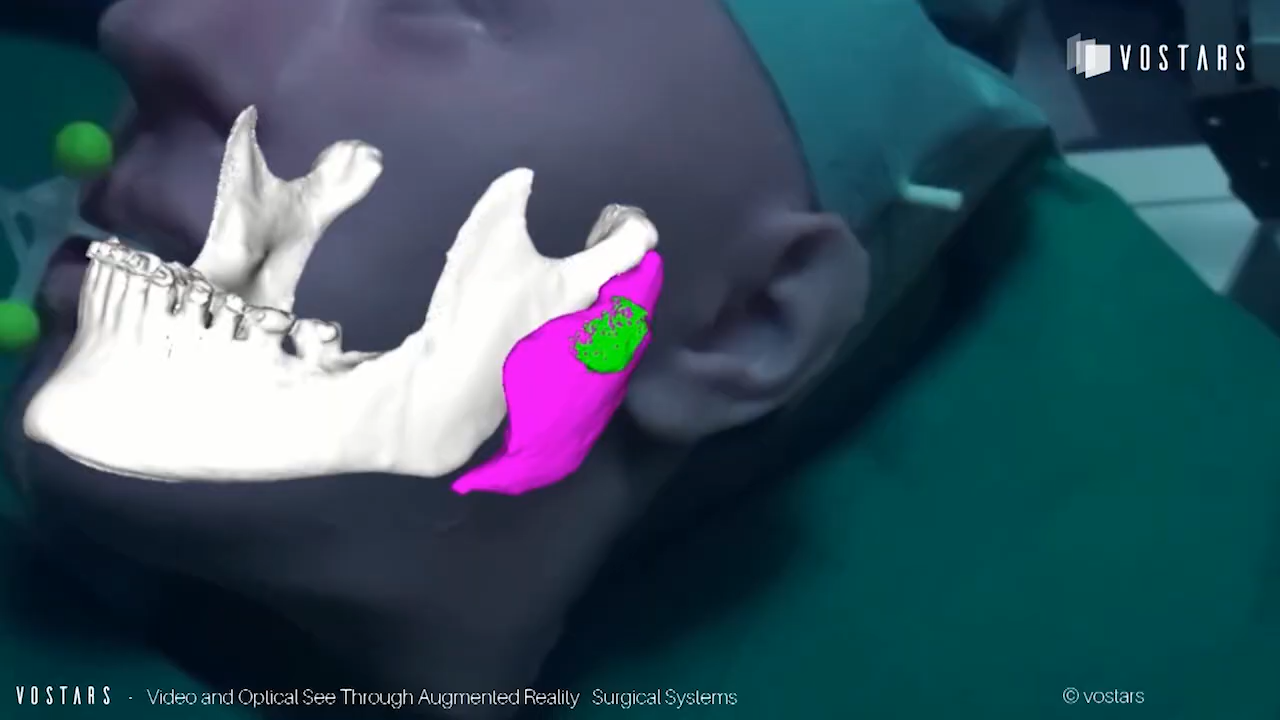 VOSTARS
VOSTARS - Video and Optical See Through Augmented Reality Surgical Systems
© vostars